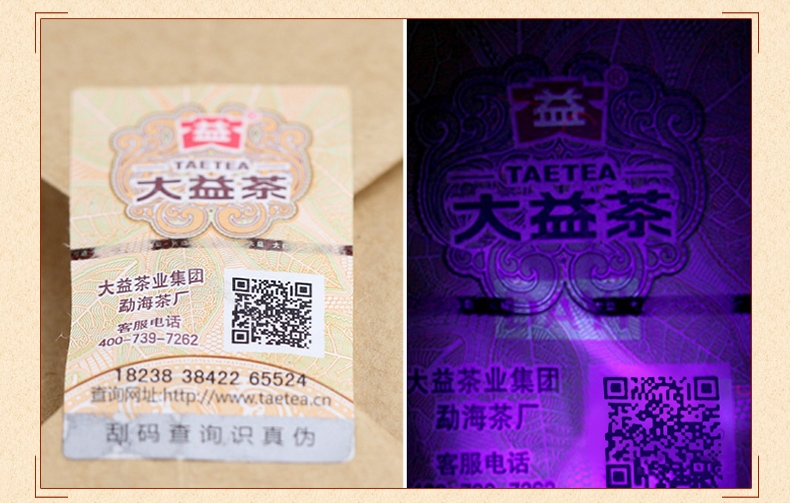 益
®
TAETEA
大益茶
大益茶业集团
勐海茶厂
客服电话
400-739-7262
18238 38422 65524
查询网址:http://www.taetea.cn
刮码查询识真伪
益
®
TAETEA
大益茶
大益茶业集团
勐海茶厂
客服电话